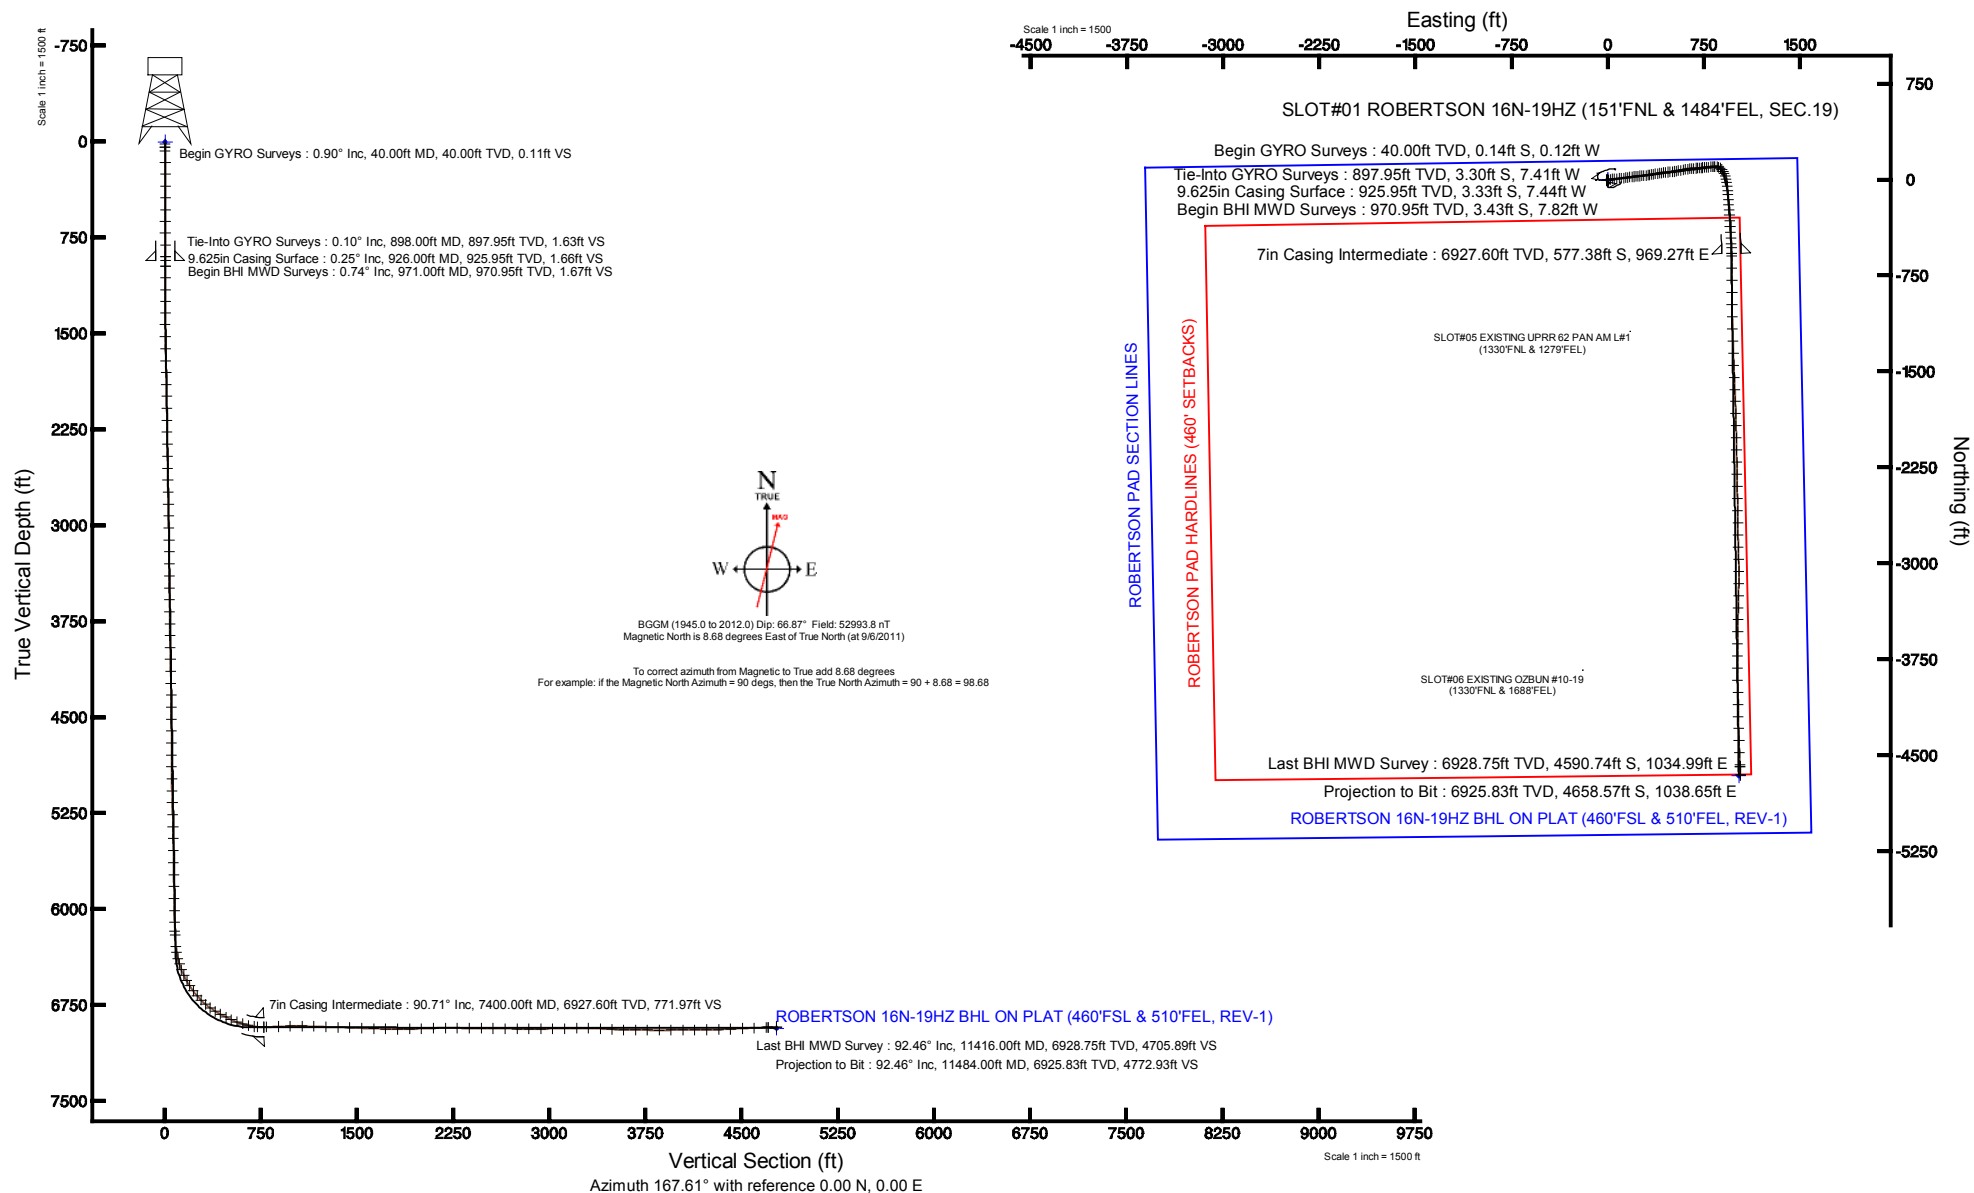 Scale 1 inch = 1500 ft
-750
0
750
1500
2250
3000
3750
4500
5250
6000
6750
7500
True Vertical Depth (ft)
Begin GYRO Surveys : 0.90° Inc, 40.00ft MD, 40.00ft TVD, 0.11ft VS
Tie-Into GYRO Surveys : 0.10° Inc, 898.00ft MD, 897.95ft TVD, 1.63ft VS
9.625in Casing Surface : 0.25° Inc, 926.00ft MD, 925.95ft TVD, 1.66ft VS
Begin BHI MWD Surveys : 0.74° Inc, 971.00ft MD, 970.95ft TVD, 1.67ft VS
N
TRUE
MAG
W
E
BGGM (1945.0 to 2012.0) Dip: 66.87° Field: 52993.8 nT
Magnetic North is 8.68 degrees East of True North (at 9/6/2011)
To correct azimuth from Magnetic to True add 8.68 degrees
For example: if the Magnetic North Azimuth = 90 degs, then the True North Azimuth = 90 + 8.68 = 98.68
7in Casing Intermediate : 90.71° Inc, 7400.00ft MD, 6927.60ft TVD, 771.97ft VS
ROBERTSON 16N-19HZ BHL ON PLAT (460'FSL & 510'FEL, REV-1)
Last BHI MWD Survey : 92.46° Inc, 11416.00ft MD, 6928.75ft TVD, 4705.89ft VS
Projection to Bit : 92.46° Inc, 11484.00ft MD, 6925.83ft TVD, 4772.93ft VS
0 750 1500 2250 3000 3750 4500 5250 6000 6750 7500 8250 9000 9750
Vertical Section (ft)
Scale 1 inch = 1500 ft
Azimuth 167.61° with reference 0.00 N, 0.00 E
Easting (ft)
Scale 1 inch = 1500
-4500 -3750 -3000 -2250 -1500 -750 0 750 1500
SLOT#01 ROBERTSON 16N-19HZ (151'FNL & 1484'FEL, SEC.19)
Begin GYRO Surveys : 40.00ft TVD, 0.14ft S, 0.12ft W
Tie-Into GYRO Surveys : 897.95ft TVD, 3.30ft S, 7.41ft W
9.625in Casing Surface : 925.95ft TVD, 3.33ft S, 7.44ft W
Begin BHI MWD Surveys : 970.95ft TVD, 3.43ft S, 7.82ft W
7in Casing Intermediate : 6927.60ft TVD, 577.38ft S, 969.27ft E
SLOT#05 EXISTING UPRR 62 PAN AM L#1
(1330'FNL & 1279'FEL)
ROBERTSON PAD SECTION LINES
ROBERTSON PAD HARDLINES (460' SETBACKS)
SLOT#06 EXISTING OZBUN #10-19
(1330'FNL & 1688'FEL)
Last BHI MWD Survey : 6928.75ft TVD, 4590.74ft S, 1034.99ft E
Projection to Bit : 6925.83ft TVD, 4658.57ft S, 1038.65ft E
ROBERTSON 16N-19HZ BHL ON PLAT (460'FSL & 510'FEL, REV-1)
750
0
-750
-1500
-2250
-3000
-3750
-4500
-5250
Northing (ft)